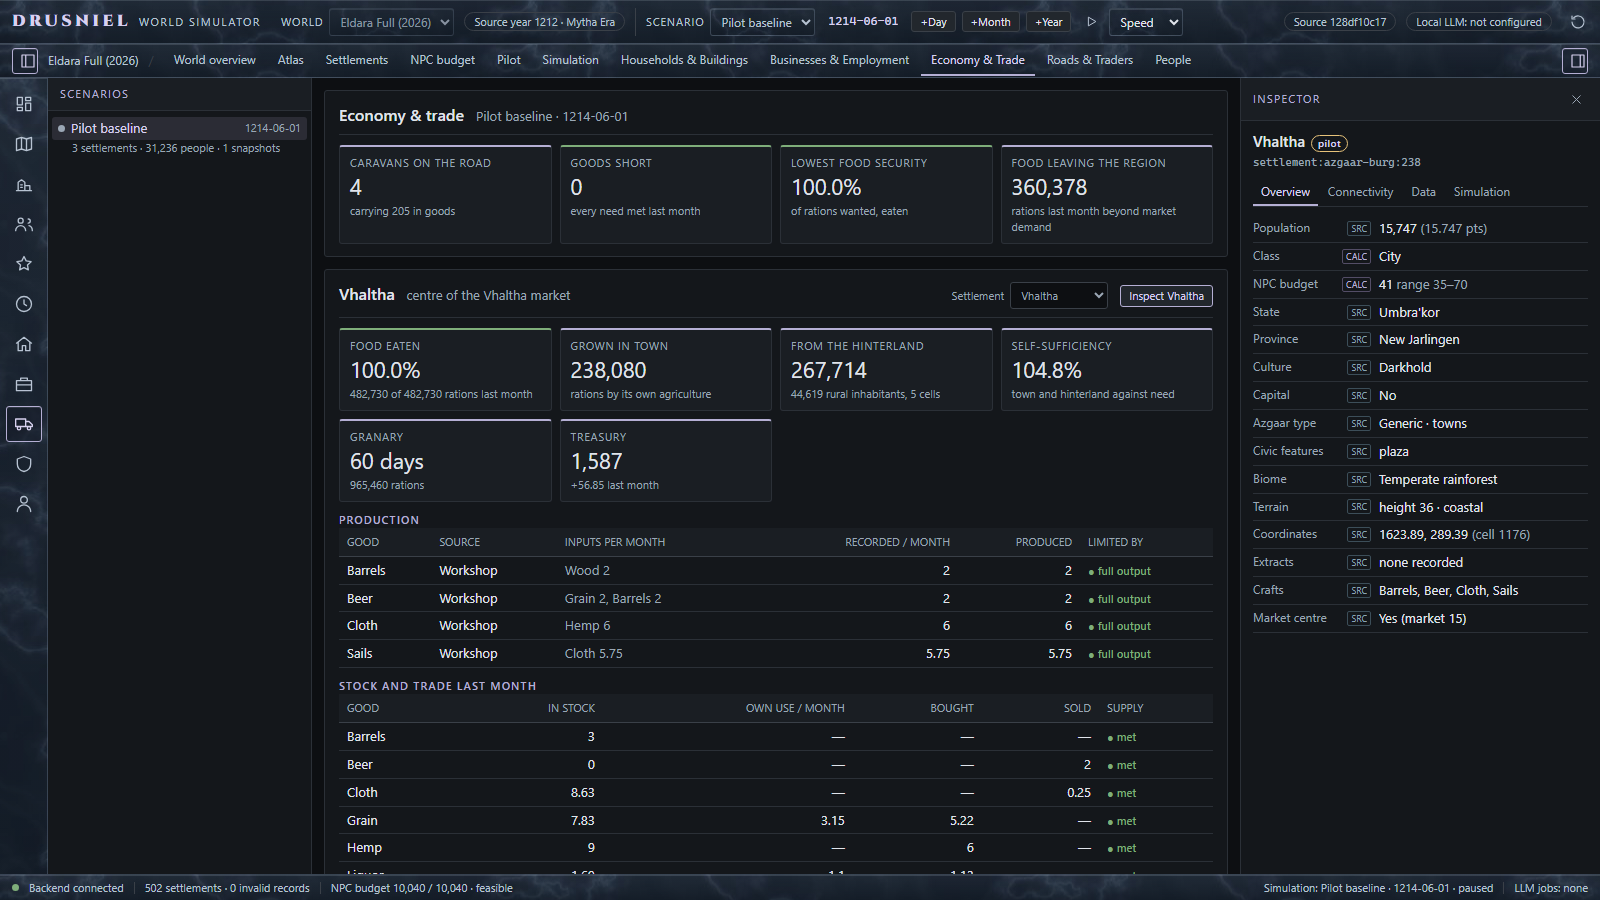 DRUSNIEL WORLD SIMULATOR WORLD Eldara Full (2026) Source year 1212 · Mytha Era SCENARIO Pilot baseline 1214-06-01 +Day +Month +Year Speed Source 128df10c17 Local LLM: not configured
Eldara Full (2026) / World overview Atlas Settlements NPC budget Pilot Simulation Households & Buildings Businesses & Employment Economy & Trade Roads & Traders People
SCENARIOS
Pilot baseline 1214-06-01
3 settlements · 31,236 people · 1 snapshots
Economy & trade Pilot baseline · 1214-06-01
CARAVANS ON THE ROAD
4
carrying 205 in goods
GOODS SHORT
0
every need met last month
LOWEST FOOD SECURITY
100.0%
of rations wanted, eaten
FOOD LEAVING THE REGION
360,378
rations last month beyond market
demand
Vhaltha centre of the Vhaltha market Settlement Vhaltha Inspect Vhaltha
FOOD EATEN
100.0%
482,730 of 482,730 rations last month
GROWN IN TOWN
238,080
rations by its own agriculture
FROM THE HINTERLAND
267,714
44,619 rural inhabitants, 5 cells
SELF-SUFFICIENCY
104.8%
town and hinterland against need
GRANARY
60 days
965,460 rations
TREASURY
1,587
+56.85 last month
PRODUCTION
GOOD SOURCE INPUTS PER MONTH RECORDED / MONTH PRODUCED LIMITED BY
Barrels Workshop Wood 2 2 2 full output
Beer Workshop Grain 2, Barrels 2 2 2 full output
Cloth Workshop Hemp 6 6 6 full output
Sails Workshop Cloth 5.75 5.75 5.75 full output
STOCK AND TRADE LAST MONTH
GOOD IN STOCK OWN USE / MONTH BOUGHT SOLD SUPPLY
Barrels 3 — — — met
Beer 0 — — 2 met
Cloth 8.63 — — 0.25 met
Grain 7.83 3.15 5.22 — met
Hemp 9 — 6 — met
INSPECTOR
Vhaltha pilot
settlement:azgaar-burg:238
Overview Connectivity Data Simulation
Population SRC 15,747 (15.747 pts)
Class CALC City
NPC budget CALC 41 range 35–70
State SRC Umbra'kor
Province SRC New Jarlingen
Culture SRC Darkhold
Capital SRC No
Azgaar type SRC Generic · towns
Civic features SRC plaza
Biome SRC Temperate rainforest
Terrain SRC height 36 · coastal
Coordinates SRC 1623.89, 289.39 (cell 1176)
Extracts SRC none recorded
Crafts SRC Barrels, Beer, Cloth, Sails
Market centre SRC Yes (market 15)
Backend connected 502 settlements · 0 invalid records NPC budget 10,040 / 10,040 · feasible Simulation: Pilot baseline · 1214-06-01 · paused LLM jobs: none